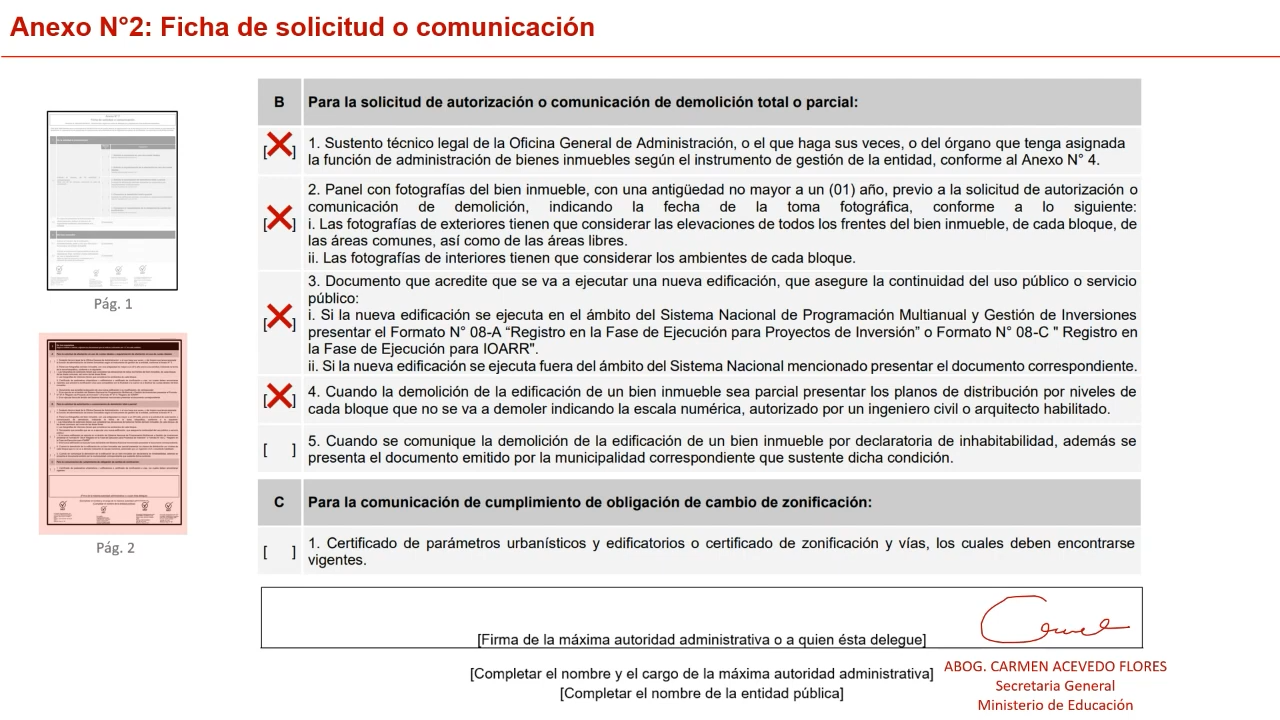 Anexo N°2: Ficha de solicitud o comunicación
B Para la solicitud de autorización o comunicación de demolición total o parcial:
[ X ] 1. Sustento técnico legal de la Oficina General de Administración, o el que haga sus veces, o del órgano que tenga asignada
la función de administración de bienes inmuebles según el instrumento de gestión de la entidad, conforme al Anexo N° 4.
[ X ] 2. Panel con fotografías del bien inmueble, con una antigüedad no mayor a un (01) año, previo a la solicitud de autorización o
comunicación de demolición, indicando la fecha de la toma fotográfica, conforme a lo siguiente:
i. Las fotografías de exteriores tienen que considerar las elevaciones de todos los frentes del bien inmueble, de cada bloque, de
las áreas comunes, así como de las áreas libres.
ii. Las fotografías de interiores tienen que considerar los ambientes de cada bloque.
[ X ] 3. Documento que acredite que se va a ejecutar una nueva edificación, que asegure la continuidad del uso público o servicio
público:
i. Si la nueva edificación se ejecuta en el ámbito del Sistema Nacional de Programación Multianual y Gestión de Inversiones
presentar el Formato N° 08-A “Registro en la Fase de Ejecución para Proyectos de Inversión” o Formato N° 08-C " Registro en
la Fase de Ejecución para IOARR".
ii. Si la nueva edificación se ejecuta fuera del ámbito del Sistema Nacional mencionado presentar el documento correspondiente.
[ X ] 4. Cuando la demolición de la edificación de un bien inmueble sea parcial presentar los planos de distribución por niveles de
cada bloque que no se va a demoler indicando la escala numérica, autorizado por un ingeniero civil o arquitecto habilitado.
[ ] 5. Cuando se comunique la demolición de la edificación de un bien inmueble por declaratoria de inhabitabilidad, además se
presenta el documento emitido por la municipalidad correspondiente que sustente dicha condición.
C Para la comunicación de cumplimiento de obligación de cambio de zonificación:
[ ] 1. Certificado de parámetros urbanísticos y edificatorios o certificado de zonificación y vías, los cuales deben encontrarse
vigentes.
[Firma de la máxima autoridad administrativa o a quien ésta delegue]
[Completar el nombre y el cargo de la máxima autoridad administrativa]
[Completar el nombre de la entidad pública]
ABOG. CARMEN ACEVEDO FLORES
Secretaria General
Ministerio de Educación
Pág. 1
Pág. 2